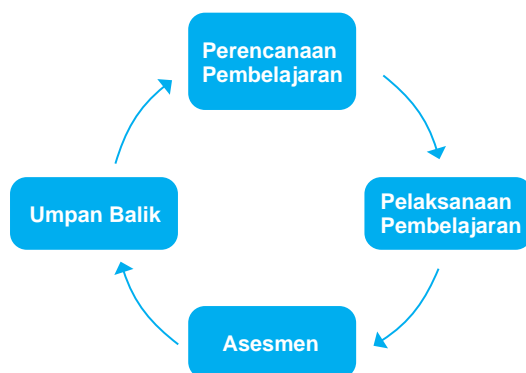 Perencanaan
Pembelajaran
Pelaksanaan
Pembelajaran
Asesmen
Umpan Balik